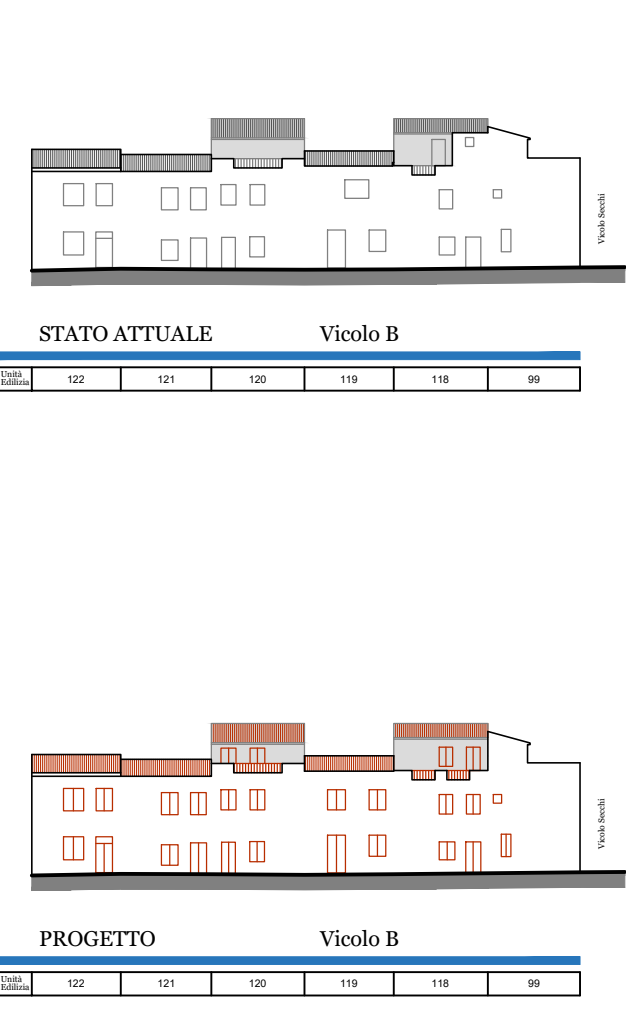 Vicolo Secchi
STATO ATTUALE Vicolo B
Unità
Edilizia 122 121 120 119 118 99
Vicolo Secchi
PROGETTO Vicolo B
Unità
Edilizia 122 121 120 119 118 99